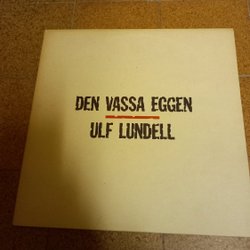 DEN VASSA EGGEN
ULF LUNDELL